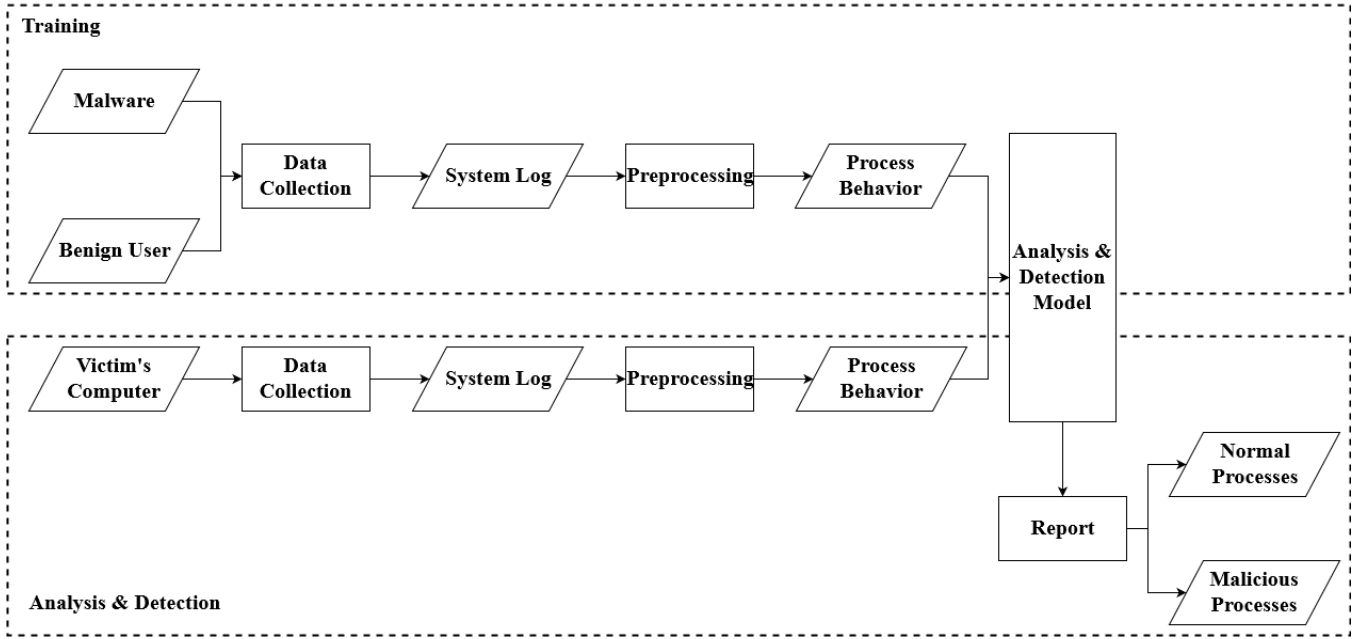 Training
Malware
Benign User
Data
Collection
System Log
Preprocessing
Process
Behavior
Analysis &
Detection
Model
Victim's
Computer
Data
Collection
System Log
Preprocessing
Process
Behavior
Report
Normal
Processes
Malicious
Processes
Analysis & Detection